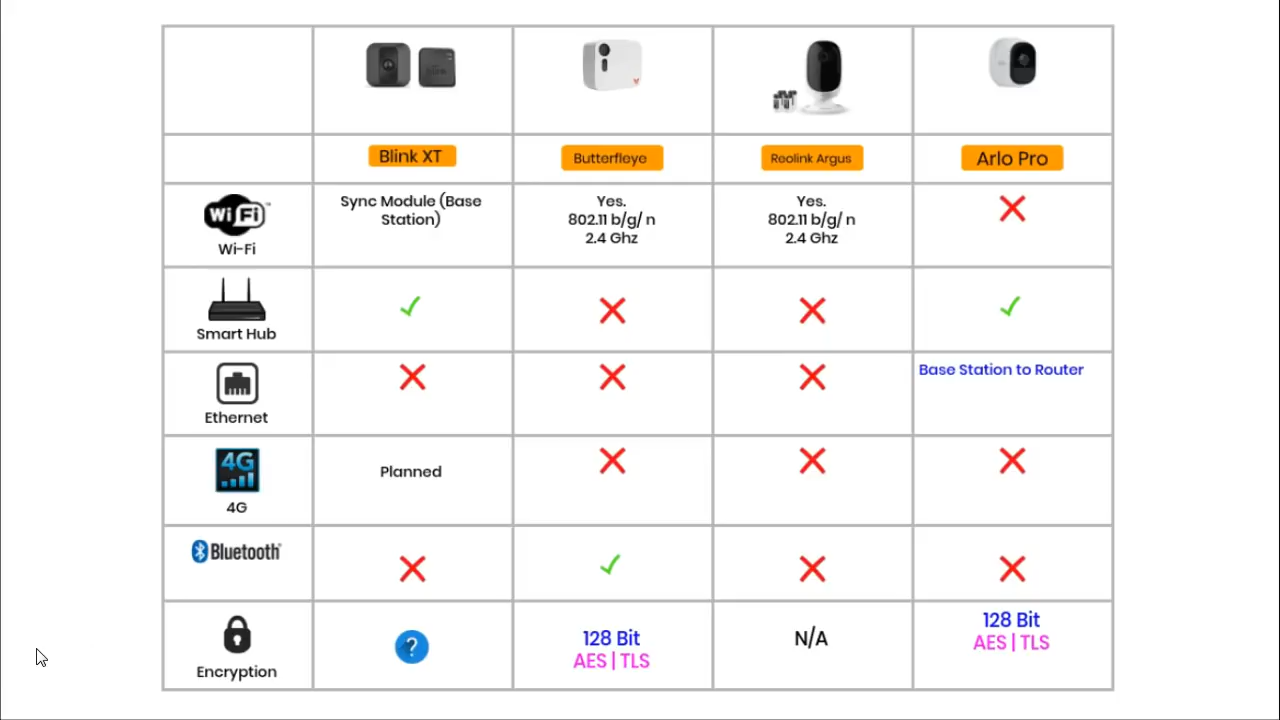 Blink XT
Butterfleye
Reolink Argus
Arlo Pro
WiFi™
Wi-Fi
Sync Module (Base
Station)
Yes.
802.11 b/g/ n
2.4 Ghz
Yes.
802.11 b/g/ n
2.4 Ghz
Smart Hub
Ethernet
Base Station to Router
4G
4G
Planned
Bluetooth®
Encryption
?
128 Bit
AES | TLS
N/A
128 Bit
AES | TLS